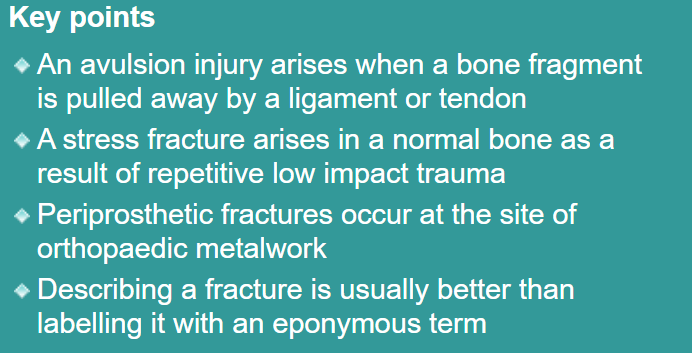 Key points
An avulsion injury arises when a bone fragment
is pulled away by a ligament or tendon
A stress fracture arises in a normal bone as a
result of repetitive low impact trauma
Periprosthetic fractures occur at the site of
orthopaedic metalwork
Describing a fracture is usually better than
labelling it with an eponymous term